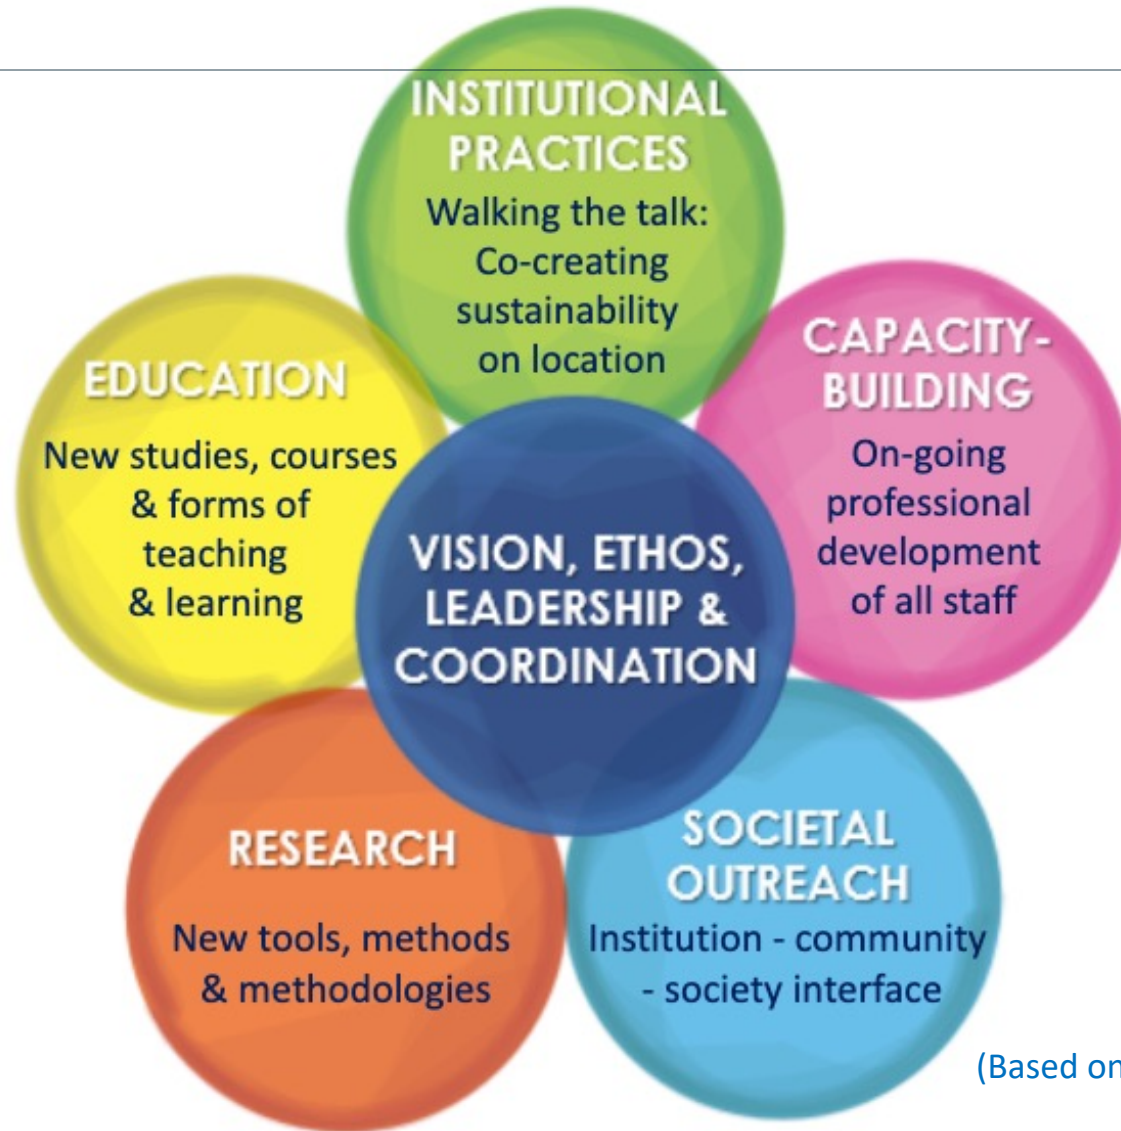 INSTITUTIONAL
PRACTICES
Walking the talk:
Co-creating
sustainability
on location
EDUCATION
New studies, courses
& forms of
teaching
& learning
CAPACITY-
BUILDING
On-going
professional
development
of all staff
VISION, ETHOS,
LEADERSHIP &
COORDINATION
RESEARCH
New tools, methods
& methodologies
SOCIETAL
OUTREACH
Institution - community
- society interface
(Based on